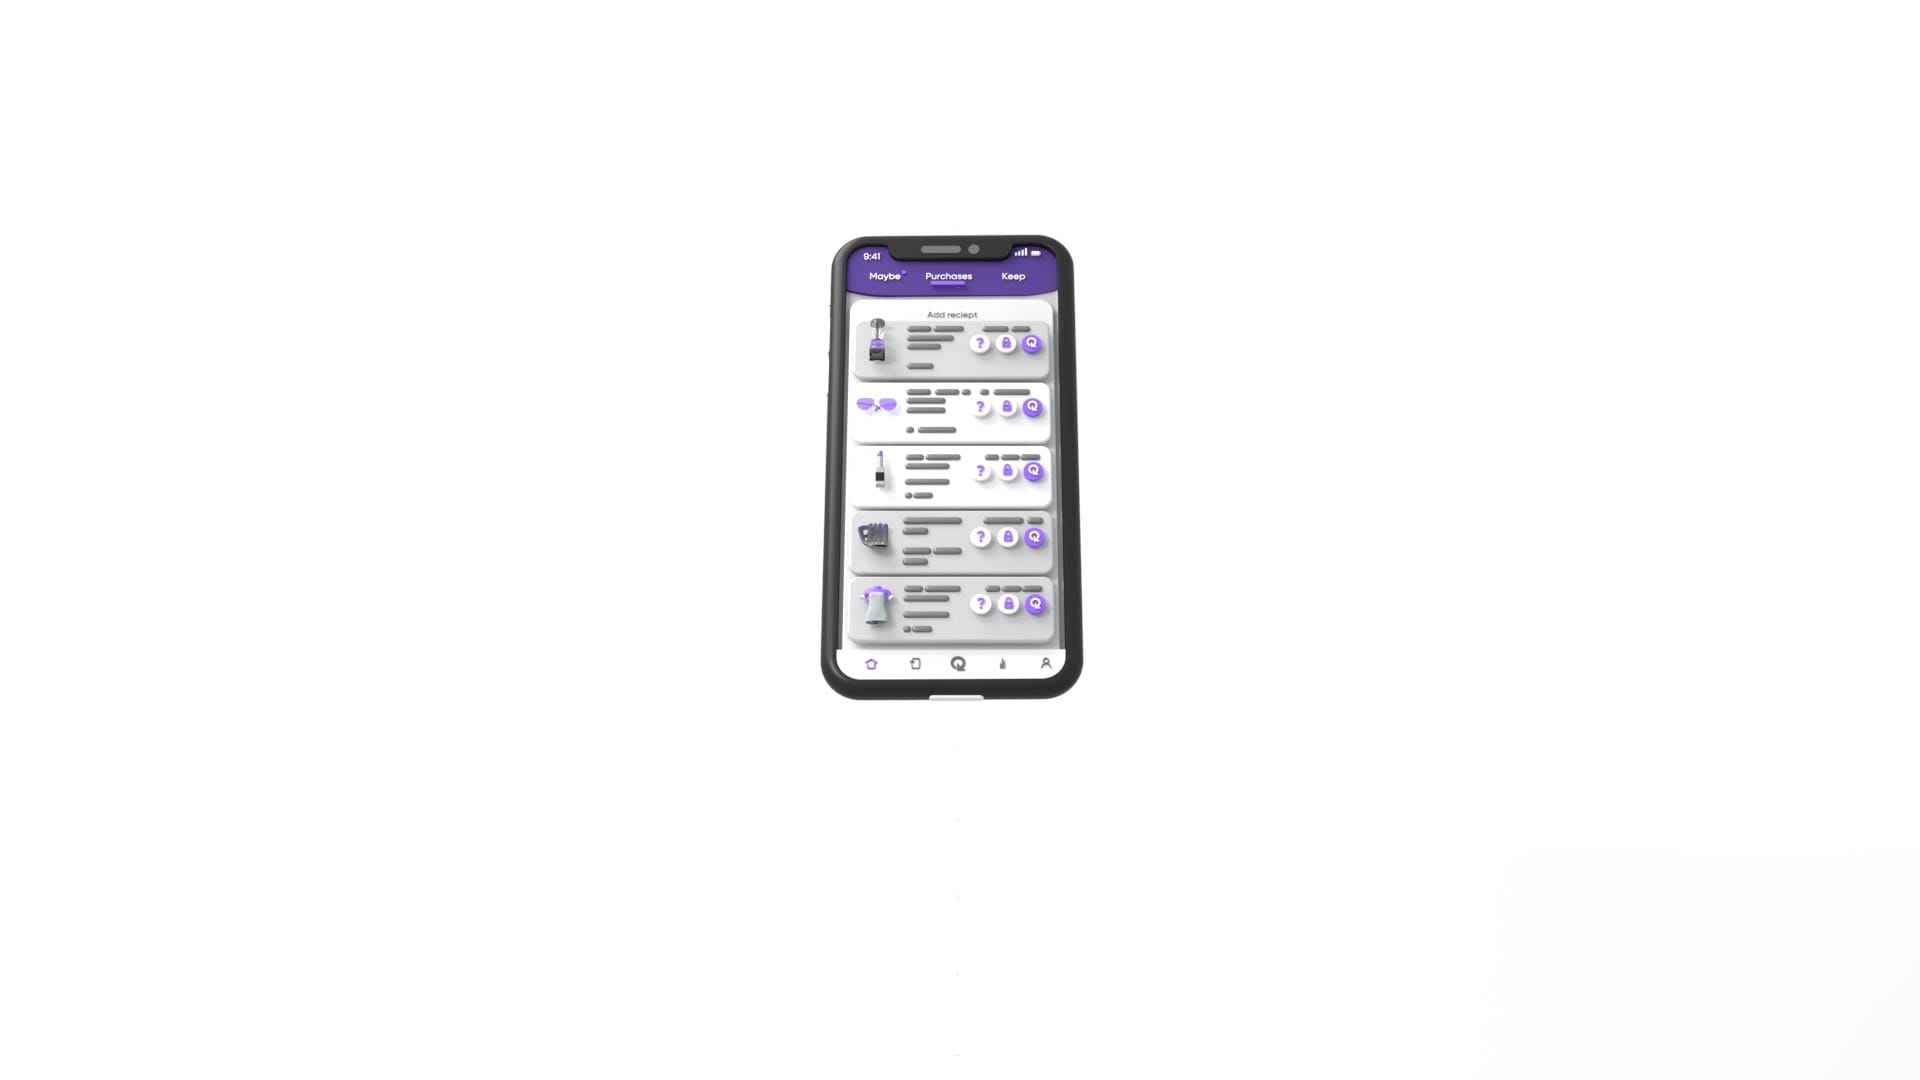 9:41
Maybe Purchases Keep
Add reciept
? Q
? Q
? Q
? Q
? Q
Q